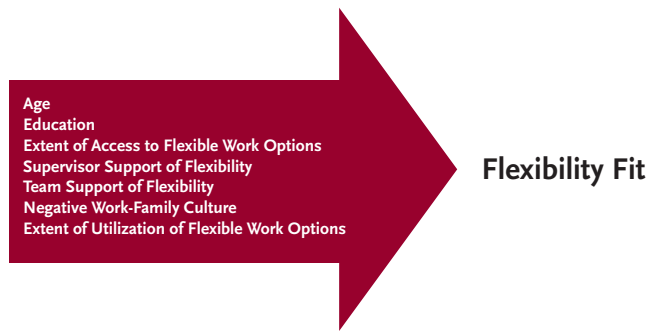 Age
Education
Extent of Access to Flexible Work Options
Supervisor Support of Flexibility
Team Support of Flexibility
Negative Work-Family Culture
Extent of Utilization of Flexible Work Options
Flexibility Fit